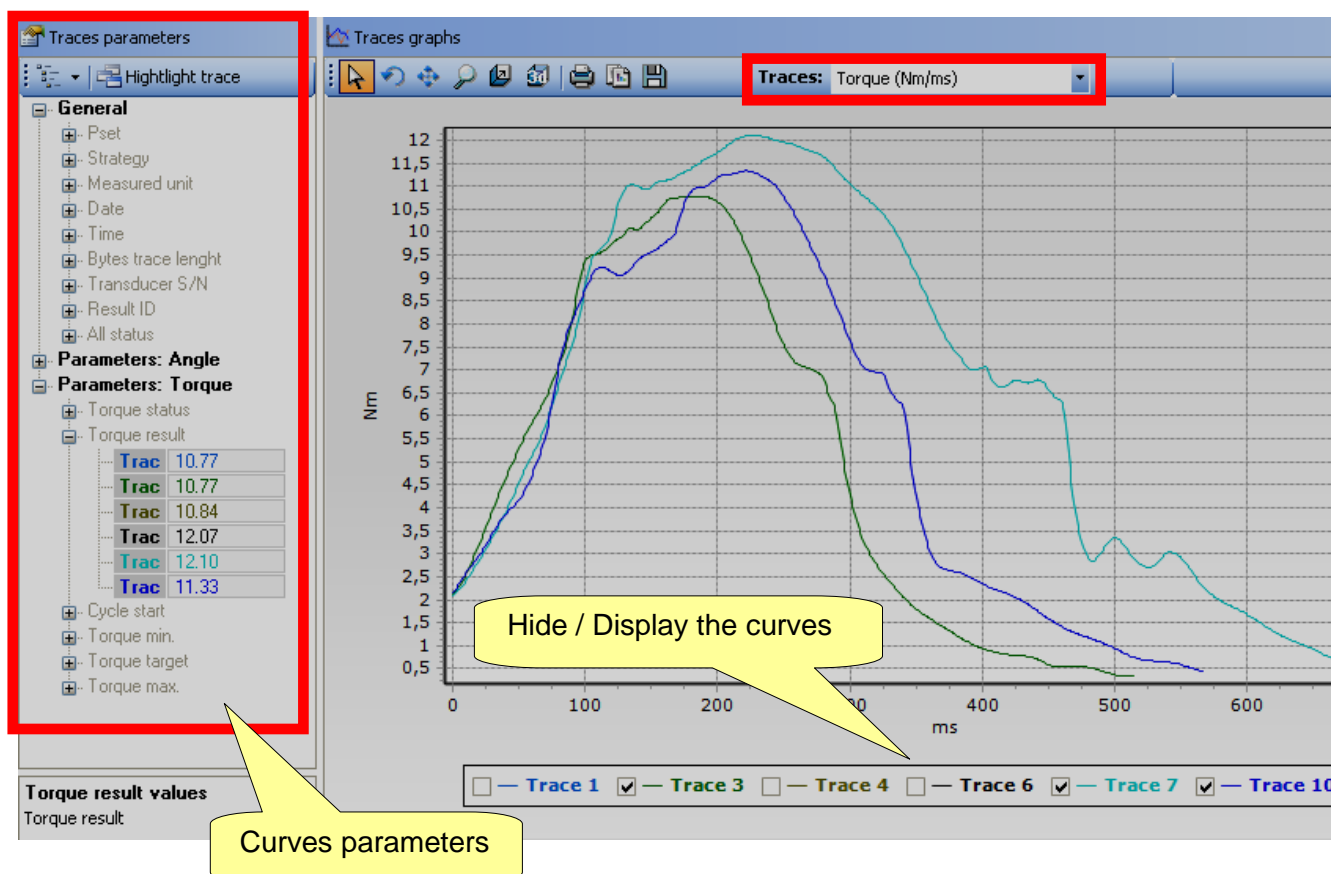 Traces parameters
Hightlight trace
General
Pset
Strategy
Measured unit
Date
Time
Bytes trace lenght
Transducer S/N
Result ID
All status
Parameters: Angle
Parameters: Torque
Torque status
Torque result
Trac 10.77
Trac 10.77
Trac 10.84
Trac 12.07
Trac 12.10
Trac 11.33
Cycle start
Torque min.
Torque target
Torque max.
Torque result values
Torque result
Curves parameters
Traces graphs
3d
Traces: Torque (Nm/ms)
Nm
12
11,5
11
10,5
10
9,5
9
8,5
8
7,5
7
6,5
6
5,5
5
4,5
4
3,5
3
2,5
2
1,5
1
0,5
0 100 200 400 500 600
ms
Hide / Display the curves
Trace 1 Trace 3 Trace 4 Trace 6 Trace 7 Trace 10